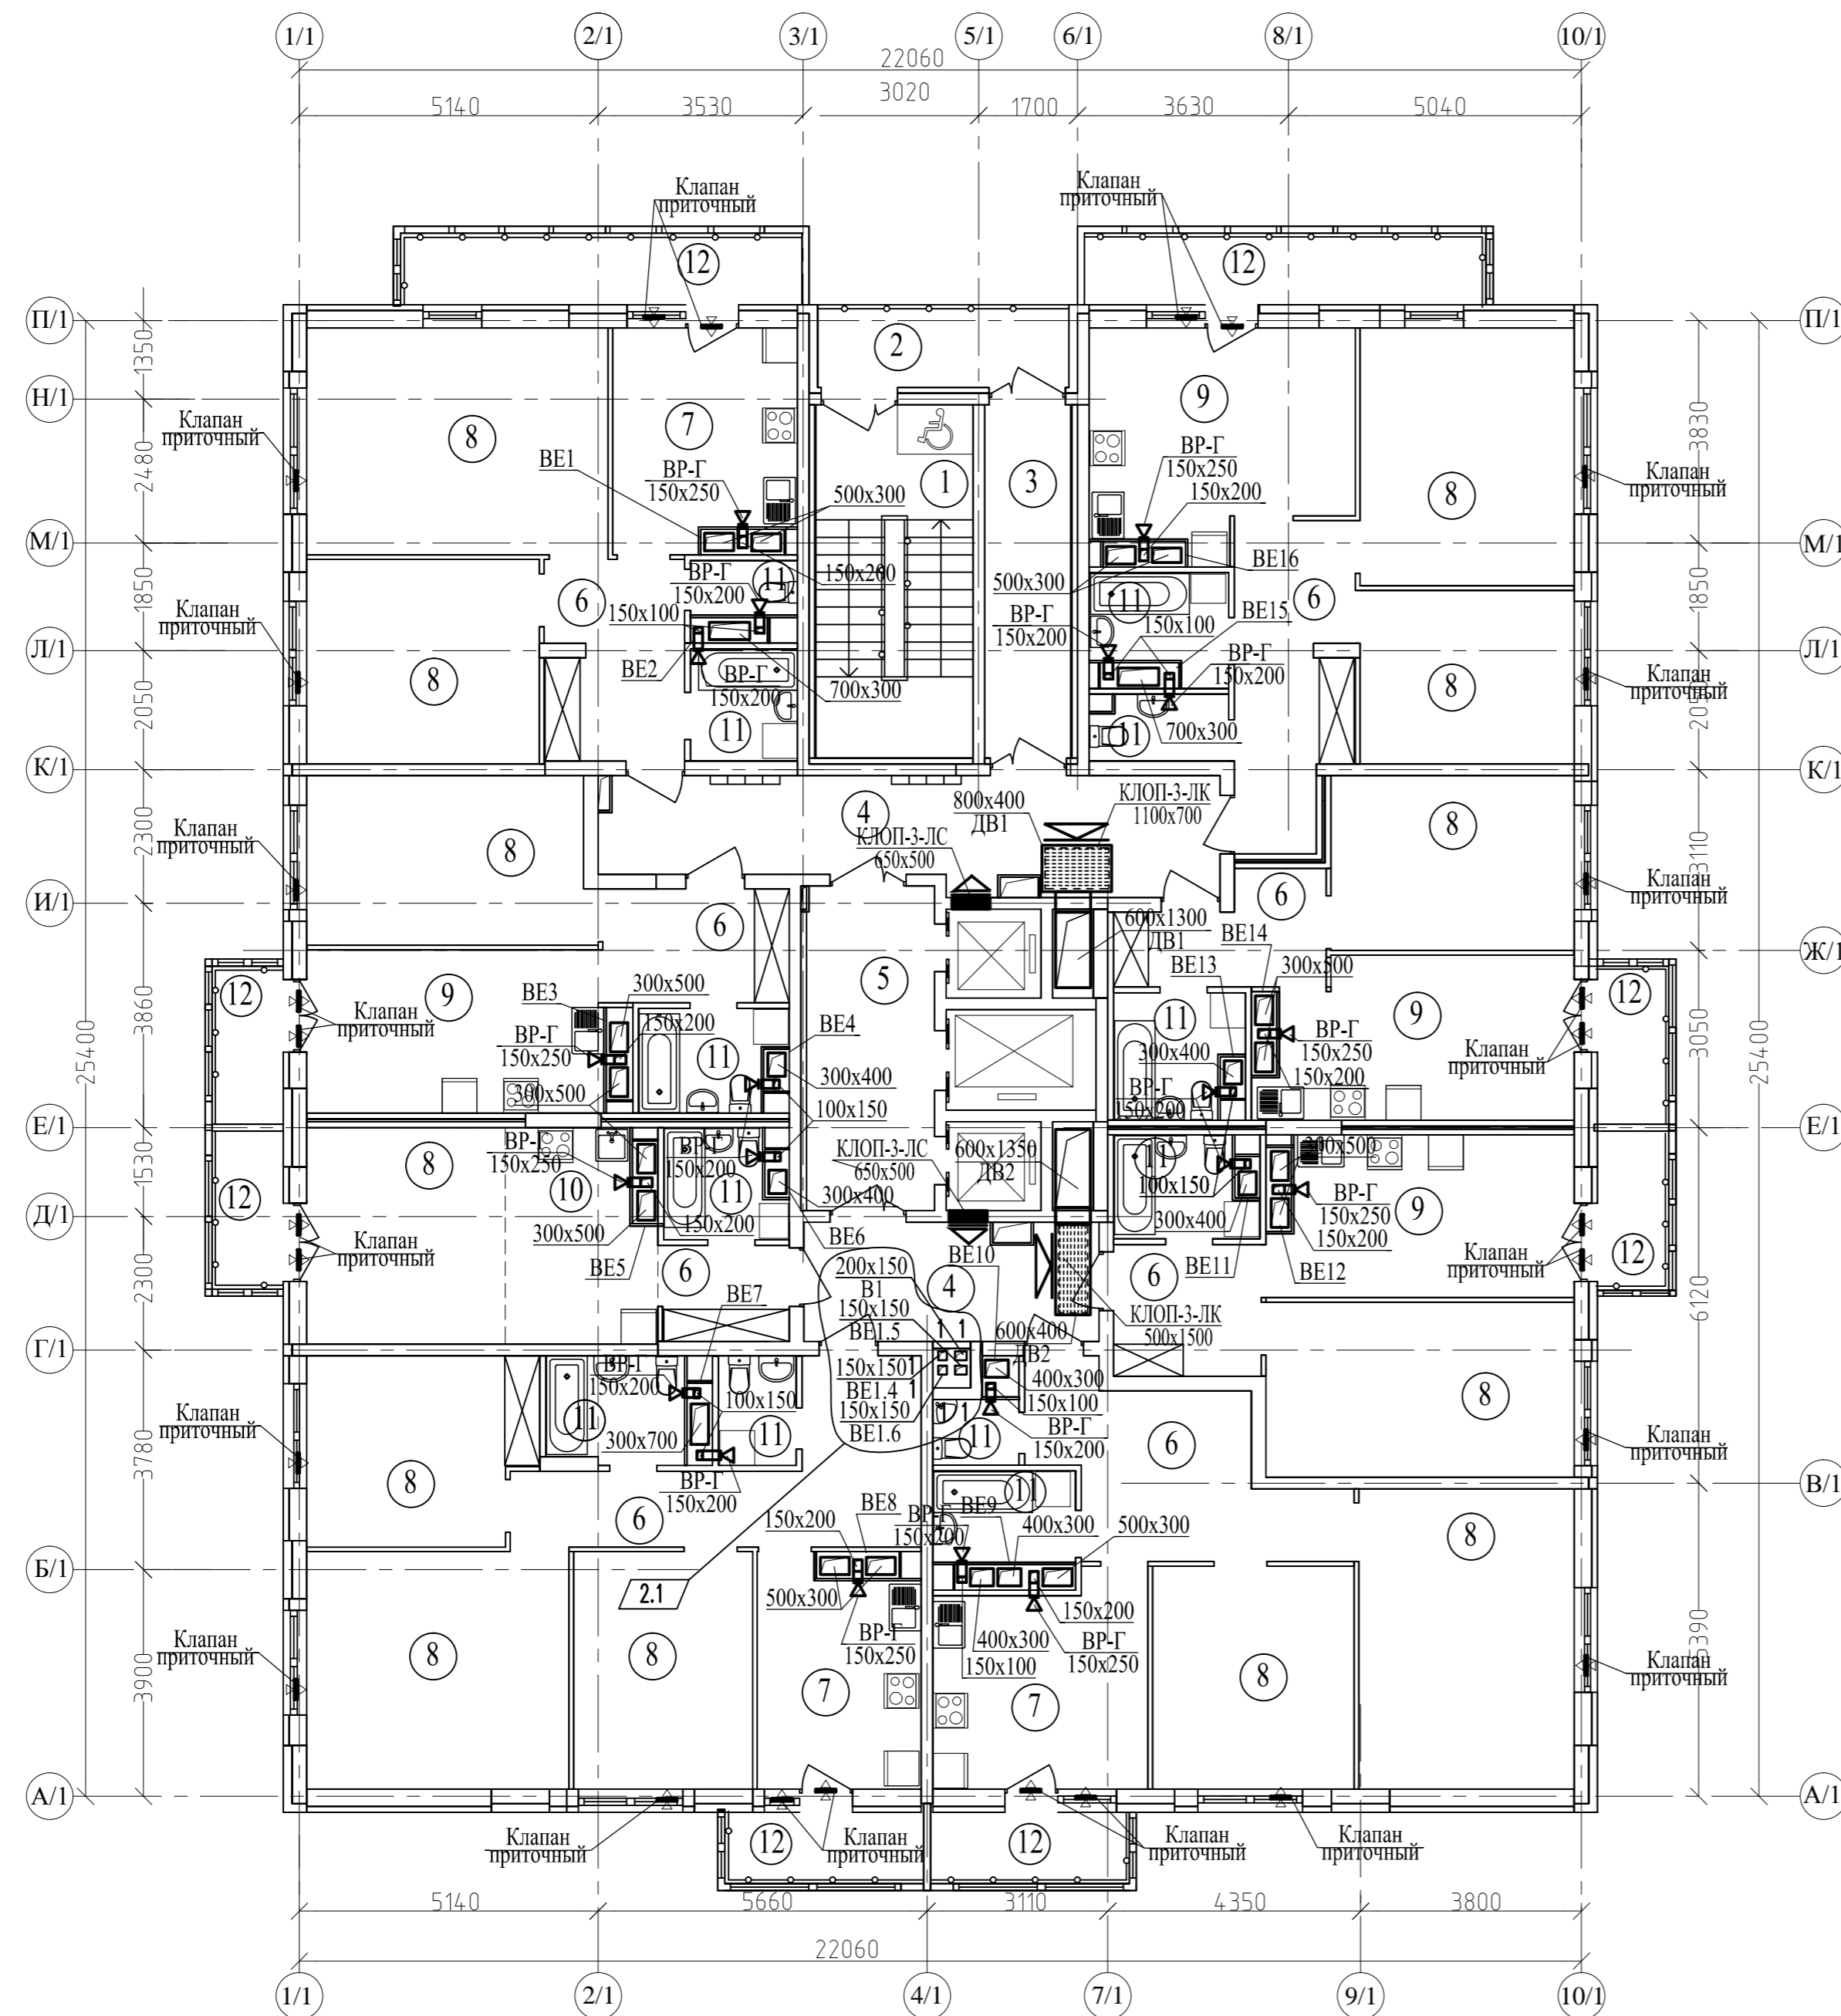 1/1 2/1 3/1 5/1 6/1 8/1 10/1
22060
5140 3530 3020 1700 3630 5040
Клапан
приточный
Клапан
приточный
12 12
П/1 П/1
2
1350
Н/1
3830
Клапан
приточный
8 7 9 8
ВЕ1
ВР-Г
150х250
500х300
1 3
ВР-Г
150х250
150х200
Клапан
приточный
2480
М/1 М/1
11
150х200
500х300
ВЕ16
ВР-Г
150х200
6
150х100
11
6
ВЕ15
ВР-Г
150х200
150х100
1850 1850
Клапан
приточный
Л/1 Л/1
8
ВЕ2
ВР-Г
150х200
700х300
ВР-Г
150х200
8
Клапан
приточный
11 11
700х300
2050 2050
К/1 К/1
800х400
ДВ1
КЛОП-3-ЛК
1100х700
4
КЛОП-3-ЛС
650х500
8 8
Клапан
приточный
2300 3110
Клапан
приточный
И/1
6 6
600х1300
ДВ1
ВЕ14
Ж/1
5
ВЕ13
300х500
12 9
ВЕ3
300х500
Клапан
приточный
150х200
ВР-Г
150х250
11
ВЕ4
300х400
100х150
300х500
3860
25400
11
300х400
ВР-Г
150х200
ВР-Г
150х250
150х200
9 12
Клапан
приточный
3050
25400
Е/1 Е/1
8
ВР-Г
150х250
10
ВР-Г
150х200
11
КЛОП-3-ЛС
650х500
600х1350
ДВ2
11
300х500
100х150
300х400
ВР-Г
150х250
150х200
9
1530
12
Д/1
300х500
150х200
300х400
Клапан
приточный
ВЕ5
6
ВЕ6
ВЕ7
ВЕ10
4
200х150
В1
150х150
ВЕ1.5
6
ВЕ11
ВЕ12
Клапан
приточный
12
КЛОП-3-ЛК
500х1500
2300 6120
Г/1
600х400
ДВ2
1 1
150х150
1
ВЕ1.4
1
150х150
ВЕ1.6
400х300
150х100
ВР-Г
150х200
ВР-Г
150х200
100х150
300х700
11 11
1 1
11
8
Клапан
приточный
8
6
Клапан
приточный
3780
ВР-Г
150х200
В/1
6
150х200
ВЕ8
ВР-Г
150х200
ВЕ9
11
400х300
500х300
8
Б/1
2.1
500х300
ВР-Г
150х250
400х300
150х100
150х200
ВР-Г
150х250
Клапан
приточный
8 8 7 7 8
Клапан
приточный
3900 5390
А/1 А/1
Клапан
приточный
12
Клапан
приточный
12
Клапан
приточный
Клапан
приточный
5140 5660 3110 4350 3800
22060
1/1 2/1 4/1 7/1 9/1 10/1